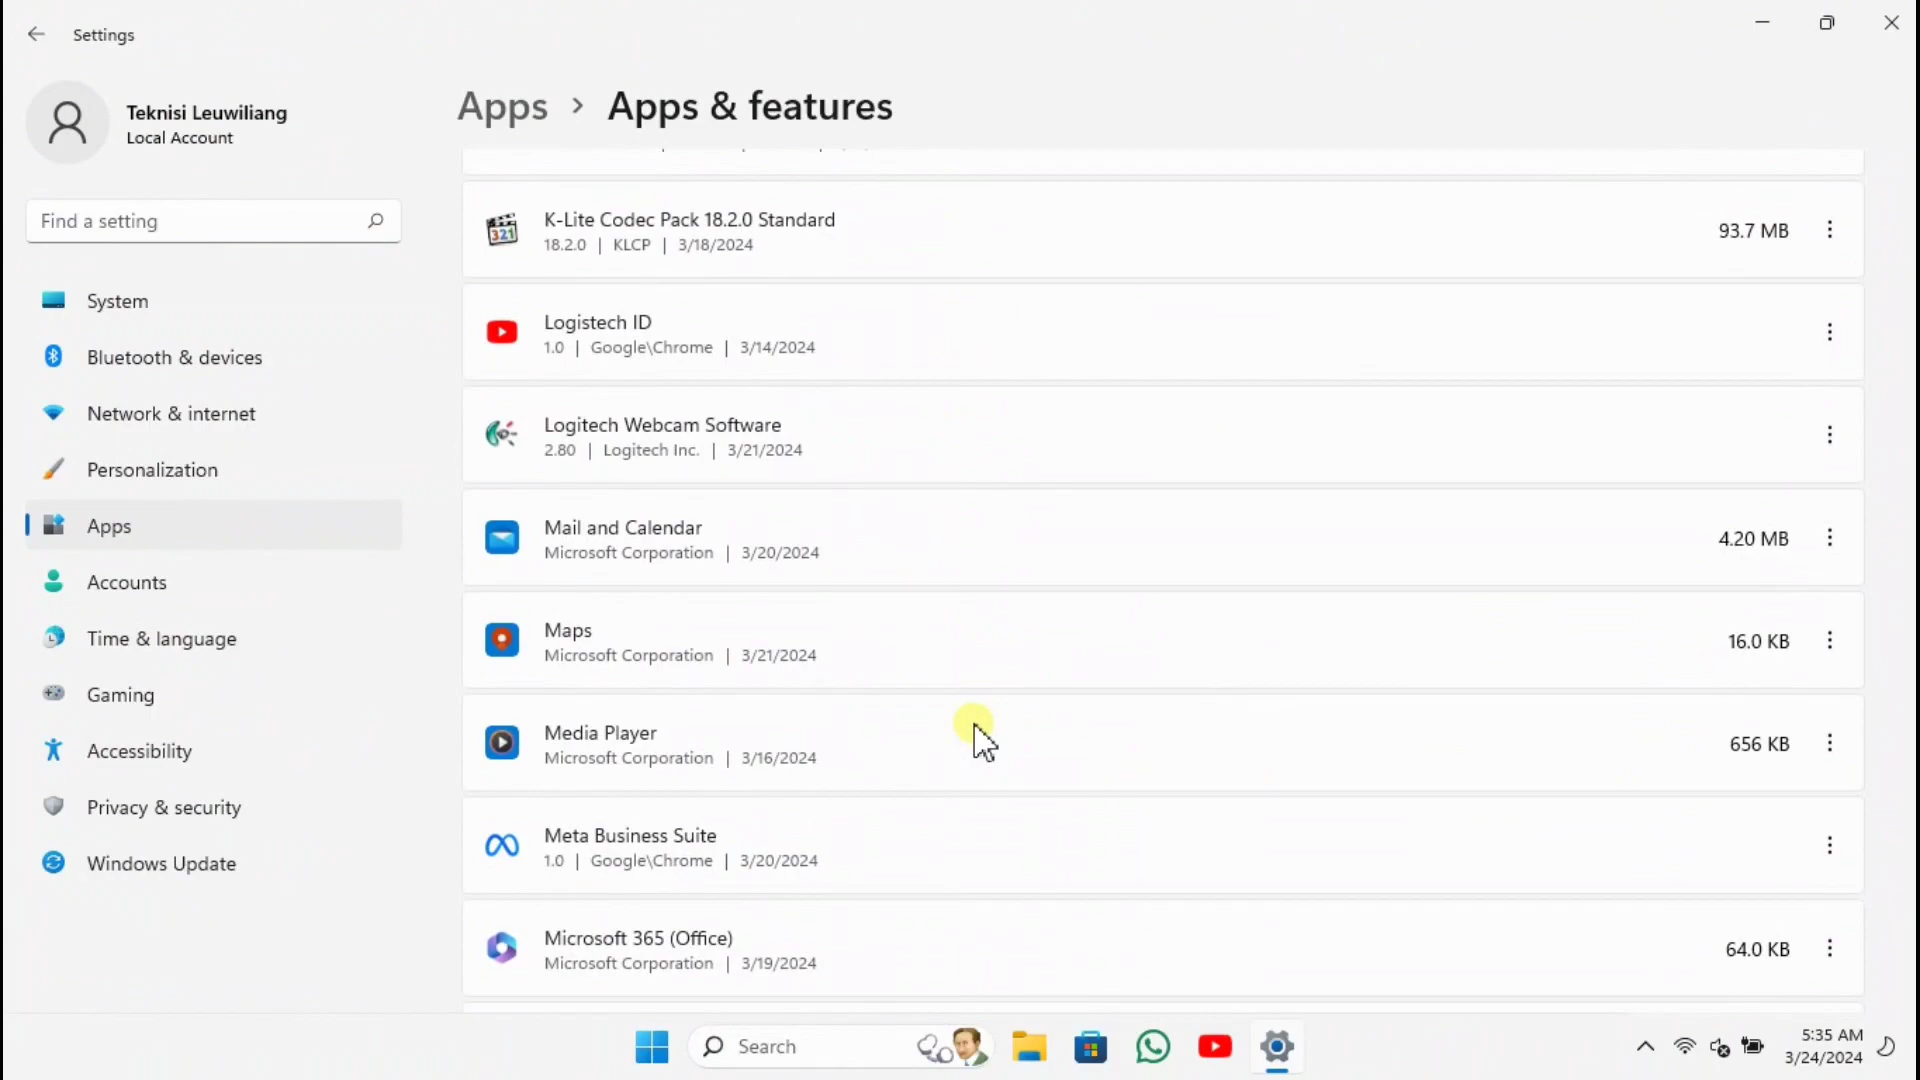 Settings
Teknisi Leuwiliang
Local Account
Find a setting
System
Bluetooth & devices
Network & internet
Personalization
Apps
Accounts
Time & language
Gaming
Accessibility
Privacy & security
Windows Update
Apps > Apps & features
K-Lite Codec Pack 18.2.0 Standard
18.2.0 | KLCP | 3/18/2024
93.7 MB
Logistech ID
1.0 | Google\Chrome | 3/14/2024
Logitech Webcam Software
2.80 | Logitech Inc. | 3/21/2024
Mail and Calendar
Microsoft Corporation | 3/20/2024
4.20 MB
Maps
Microsoft Corporation | 3/21/2024
16.0 KB
Media Player
Microsoft Corporation | 3/16/2024
656 KB
Meta Business Suite
1.0 | Google\Chrome | 3/20/2024
Microsoft 365 (Office)
Microsoft Corporation | 3/19/2024
64.0 KB
Search
5:35 AM
3/24/2024